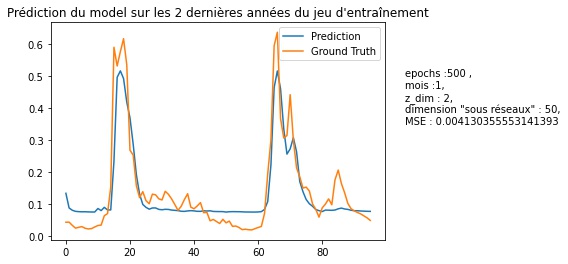 Prédiction du model sur les 2 dernières années du jeu d'entraînement
Prediction
Ground Truth
0.6
0.5
0.4
0.3
0.2
0.1
0.0
0 20 40 60 80
epochs :500 ,
mois :1,
z_dim : 2,
dimension "sous réseaux" : 50,
MSE : 0.004130355553141393